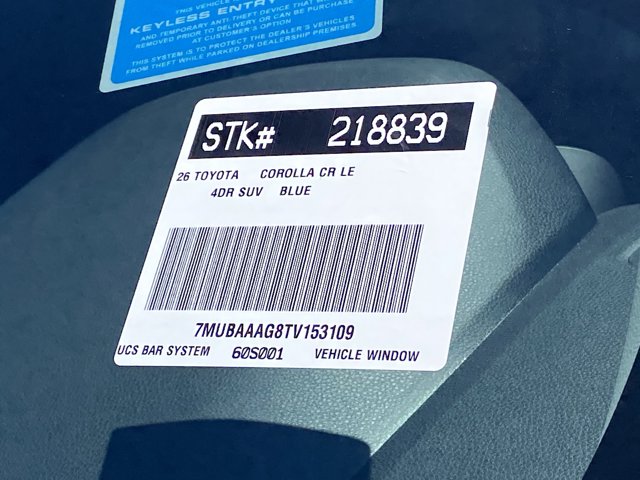 THIS VEHICLE
KEYLESS ENTRY
AND TEMPORARY ANTI-THEFT DEVICE THAT
REMOVED PRIOR TO DELIVERY OR CAN BE PURCHASE
AT CUSTOMER'S OPTION
THIS SYSTEM IS TO PROTECT THE DEALER'S VEHICLES
FROM THEFT WHILE PARKED ON DEALERSHIP PREMISES.
STK# 218839
26 TOYOTA COROLLA CR LE
4DR SUV BLUE
7MUBAAAG8TV153109
UCS BAR SYSTEM 60S001 VEHICLE WINDOW